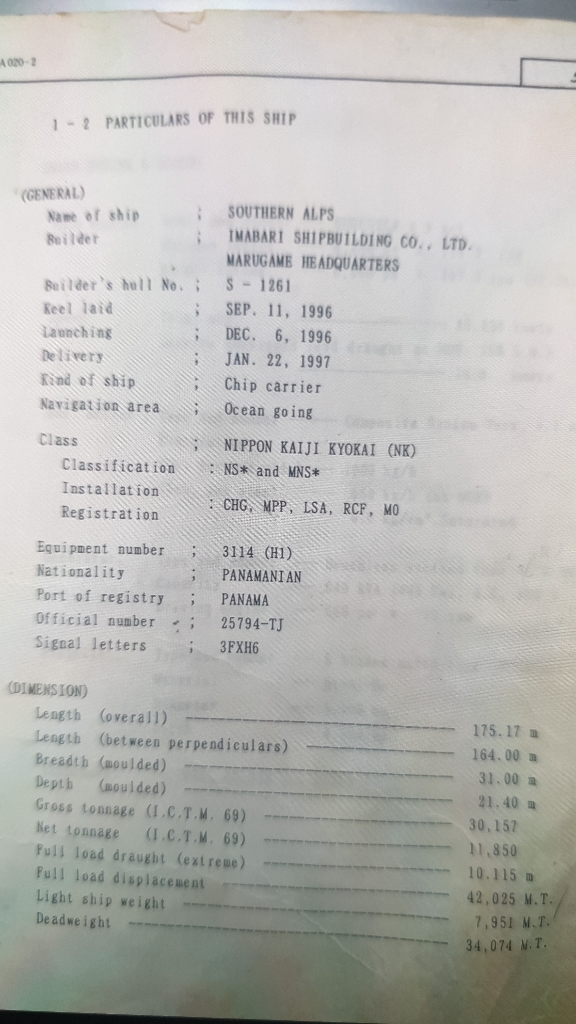 A020-2
1 - 2 PARTICULARS OF THIS SHIP
(GENERAL)
Name of ship ; SOUTHERN ALPS
Builder ; IMABARI SHIPBUILDING CO., LTD.
MARUGAME HEADQUARTERS
Builder's hull No. ; S - 1261
Keel laid ; SEP. 11, 1996
Launching ; DEC. 6, 1996
Delivery ; JAN. 22, 1997
Kind of ship ; Chip carrier
Navigation area ; Ocean going
Class ; NIPPON KAIJI KYOKAI (NK)
Classification : NS* and MNS*
Installation
Registration : CHG, MPP, LSA, RCF, M0
Equipment number ; 3114 (H1)
Nationality ; PANAMANIAN
Port of registry ; PANAMA
Official number ; 25794-TJ
Signal letters ; 3FXH6
(DIMENSION)
Length (overall) 175.17 m
Length (between perpendiculars) 164.00 m
Breadth (moulded) 31.00 m
Depth (moulded) 21.40 m
Gross tonnage (I.C.T.M. 69) 30,157
Net tonnage (I.C.T.M. 69) 11,850
Full load draught (extreme) 10.115 m
Full load displacement 42,025 M.T.
Light ship weight 7,951 M.T.
Deadweight 34,074 M.T.